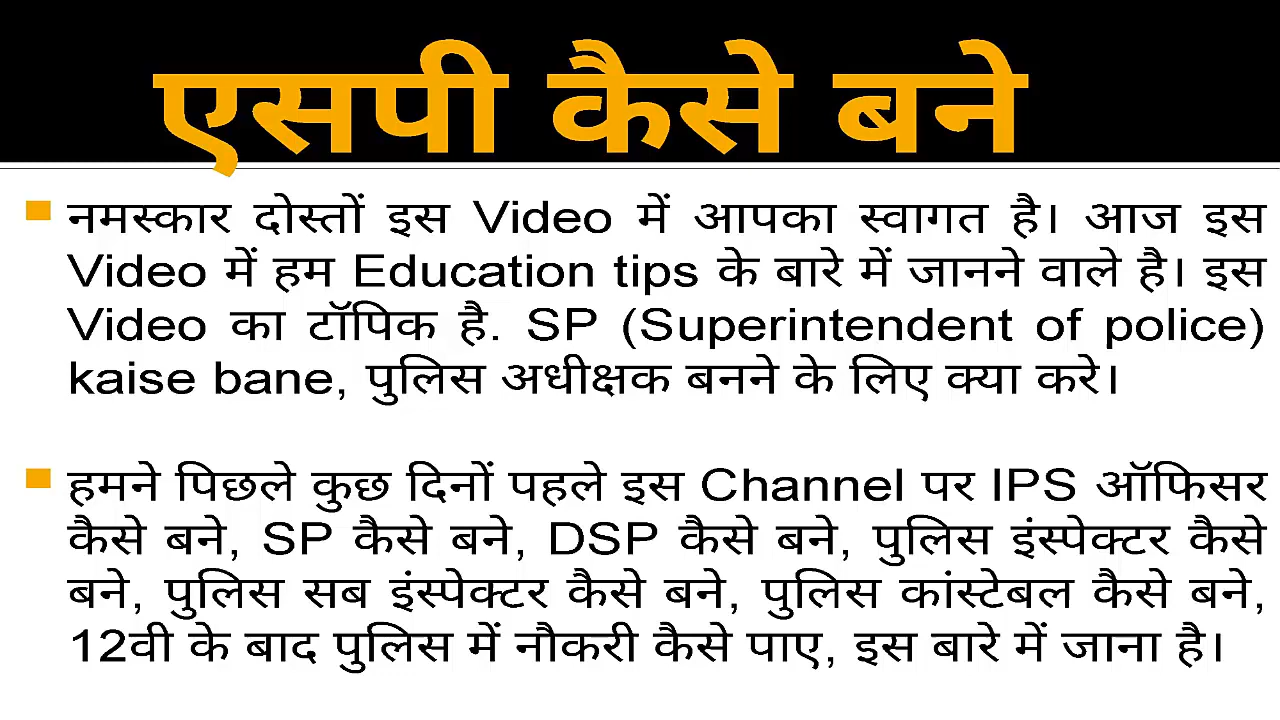 एसपी कैसे बने
नमस्कार दोस्तों इस Video में आपका स्वागत है। आज इस
Video में हम Education tips के बारे में जानने वाले है। इस
Video का टॉपिक है. SP (Superintendent of police)
kaise bane, पुलिस अधीक्षक बनने के लिए क्या करे।
हमने पिछले कुछ दिनों पहले इस Channel पर IPS ऑफिसर
कैसे बने, SP कैसे बने, DSP कैसे बने, पुलिस इंस्पेक्टर कैसे
बने, पुलिस सब इंस्पेक्टर कैसे बने, पुलिस कांस्टेबल कैसे बने,
12वी के बाद पुलिस में नौकरी कैसे पाए, इस बारे में जाना है।